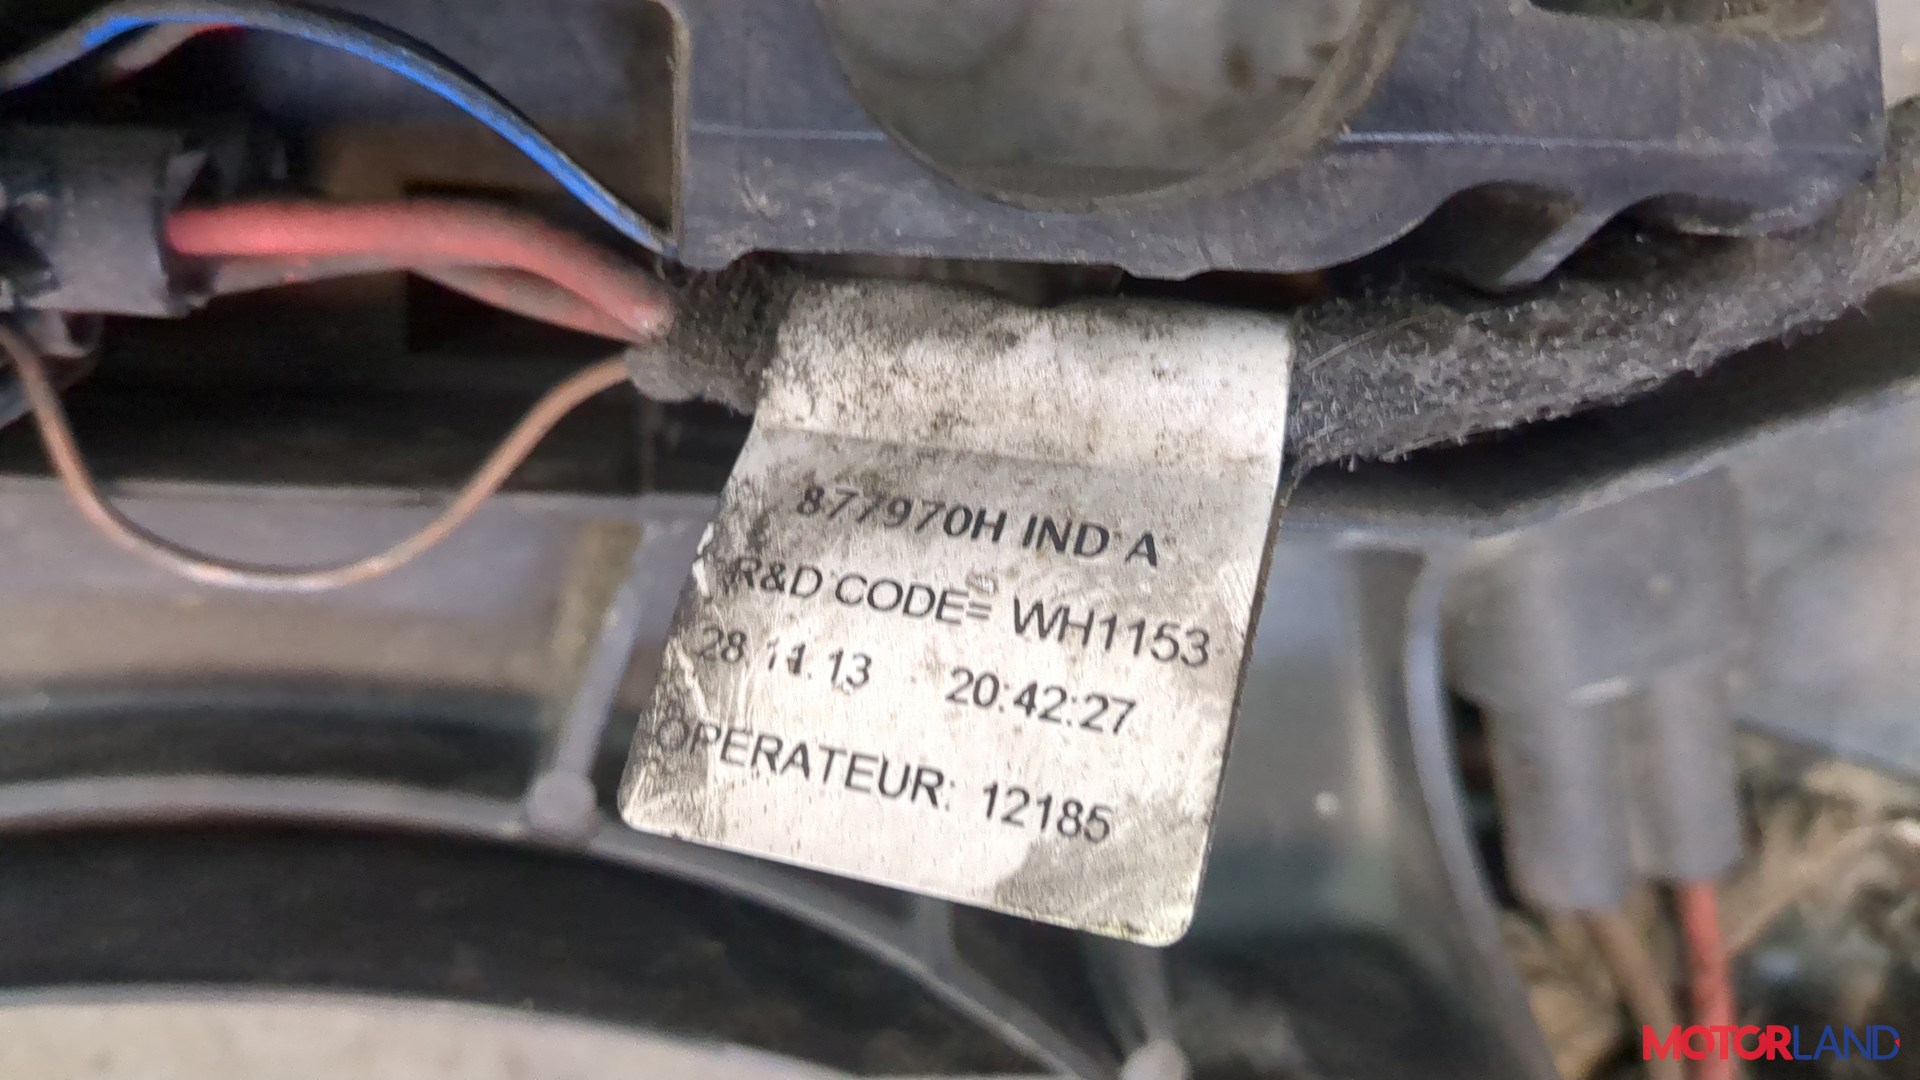 877970H IND A
R&D CODE= WH1153
28.11.13 20:42:27
OPERATEUR: 12185
MOTORLAND